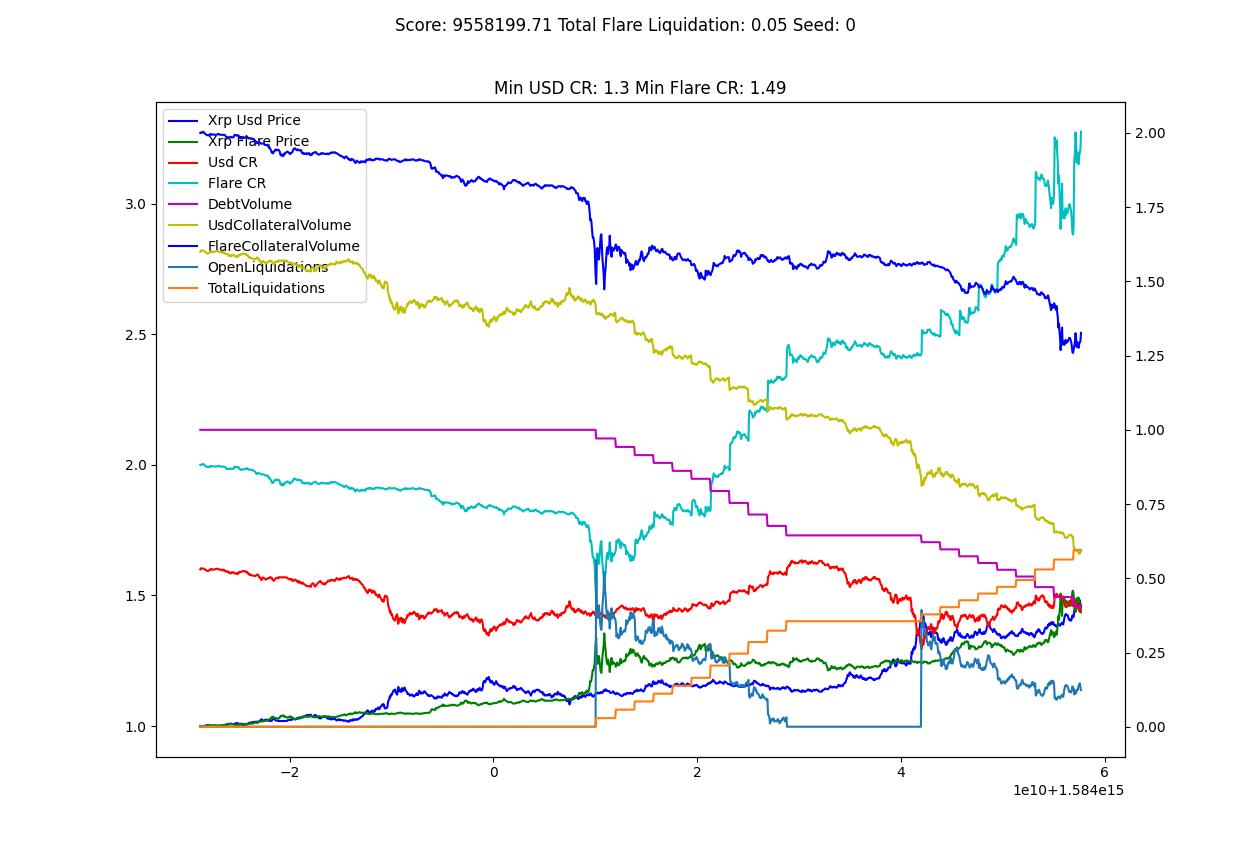 Score: 9558199.71 Total Flare Liquidation: 0.05 Seed: 0
Min USD CR: 1.3 Min Flare CR: 1.49
Xrp Usd Price
Xrp Flare Price
Usd CR
Flare CR
DebtVolume
UsdCollateralVolume
FlareCollateralVolume
OpenLiquidations
TotalLiquidations
3.0
2.5
2.0
1.5
1.0
2.00
1.75
1.50
1.25
1.00
0.75
0.50
0.25
0.00
−2
0
2
4
6
1e10+1.584e15